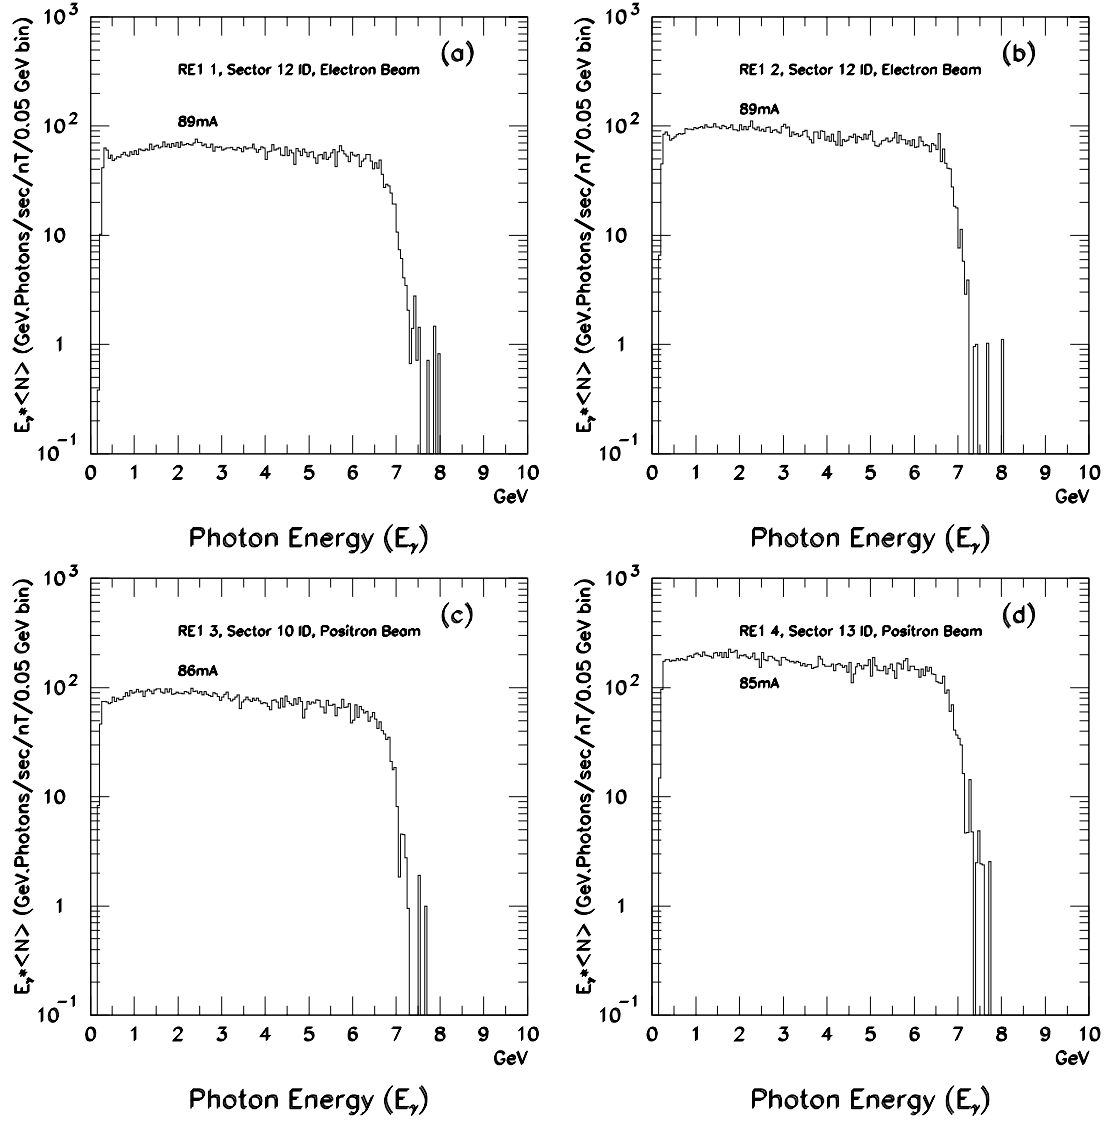 10³
10²
10
1
10⁻¹
E_γ*<N> (GeV.Photons/sec/nT/0.05 GeV bin)
(a)
RE1 1, Sector 12 ID, Electron Beam
89mA
0 1 2 3 4 5 6 7 8 9 10
GeV
Photon Energy (E_γ)
10³
10²
10
1
10⁻¹
E_γ*<N> (GeV.Photons/sec/nT/0.05 GeV bin)
(b)
RE1 2, Sector 12 ID, Electron Beam
89mA
0 1 2 3 4 5 6 7 8 9 10
GeV
Photon Energy (E_γ)
10³
10²
10
1
10⁻¹
E_γ*<N> (GeV.Photons/sec/nT/0.05 GeV bin)
(c)
RE1 3, Sector 10 ID, Positron Beam
86mA
0 1 2 3 4 5 6 7 8 9 10
GeV
Photon Energy (E_γ)
10³
10²
10
1
10⁻¹
E_γ*<N> (GeV.Photons/sec/nT/0.05 GeV bin)
(d)
RE1 4, Sector 13 ID, Positron Beam
85mA
0 1 2 3 4 5 6 7 8 9 10
GeV
Photon Energy (E_γ)